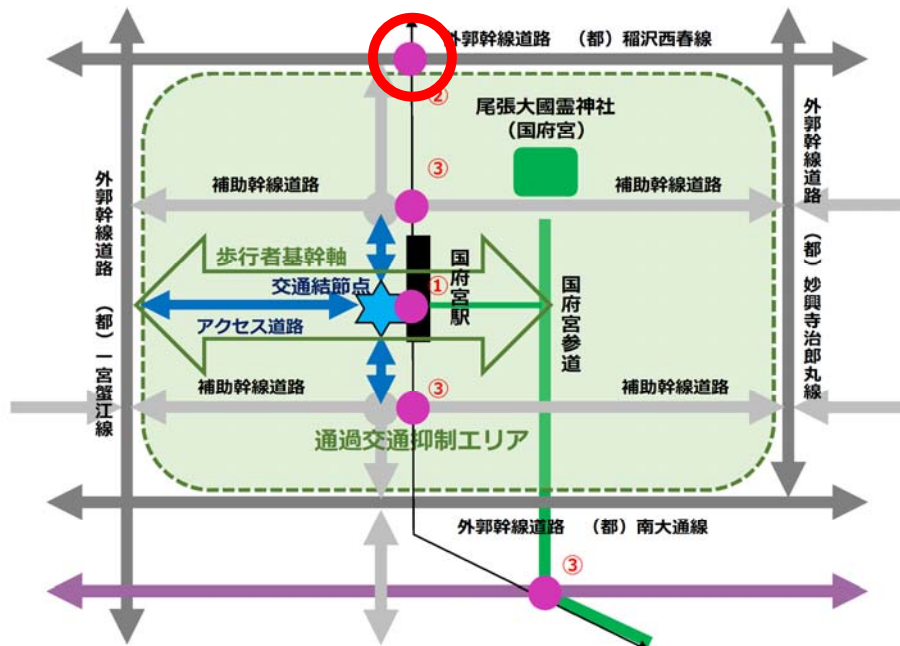 外郭幹線道路 （都）稲沢西春線
②
尾張大國霊神社
（国府宮）
外郭幹線道路 （都）妙興寺治郎丸線
外郭幹線道路 （都）一宮蟹江線
③
補助幹線道路
補助幹線道路
歩行者基幹軸
交通結節点
①
国府宮駅
国府宮参道
アクセス道路
補助幹線道路
③
補助幹線道路
通過交通抑制エリア
外郭幹線道路 （都）南大通線
③